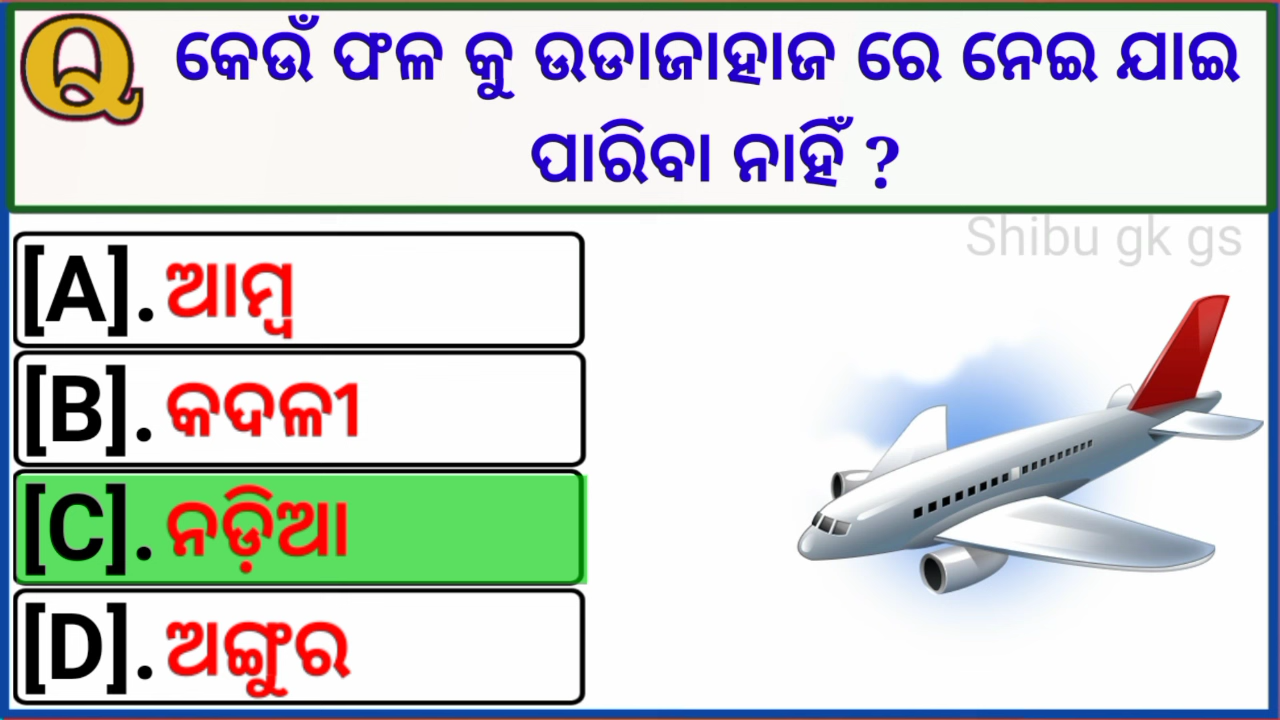 Q କେଉଁ ଫଳ କୁ ଉଡାଜାହାଜ ରେ ନେଇ ଯାଇ
ପାରିବା ନାହିଁ ?
Shibu gk gs
[A]. ଆମ୍ବ
[B]. କଦଳୀ
[C]. ନଡ଼ିଆ
[D]. ଅଙ୍ଗୁର